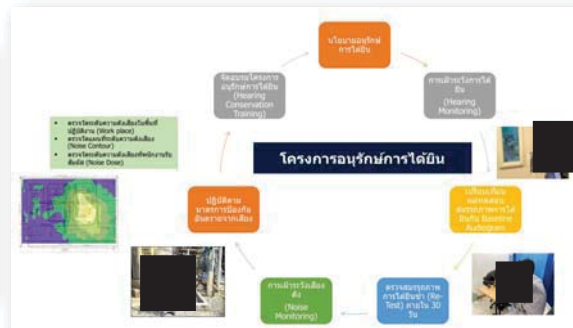 นโยบายอนุรักษ์
การได้ยิน
การเฝ้าระวังการได้
ยิน
(Hearing
Monitoring)
เปรียบเทียบ
ผลทดสอบ
สมรรถภาพการได้
ยินกับ Baseline
Audiogram
ตรวจสมรรถภาพ
การได้ยินซ้ำ (Re-
Test) ภายใน 30
วัน
การเฝ้าระวังเสียง
ดัง
(Noise
Monitoring)
ปฏิบัติตาม
มาตรการป้องกัน
อันตรายจากเสียง
จัดอบรมโครงการ
อนุรักษ์การได้ยิน
(Hearing
Conservation
Training)
โครงการอนุรักษ์การได้ยิน
ตรวจวัดระดับความดังเสียงในพื้นที่
ปฏิบัติงาน (Work place)
ตรวจวัดแผนที่ระดับความดังเสียง
(Noise Contour)
ตรวจวัดระดับความดังเสียงที่พนักงานรับ
สัมผัส (Noise Dose)